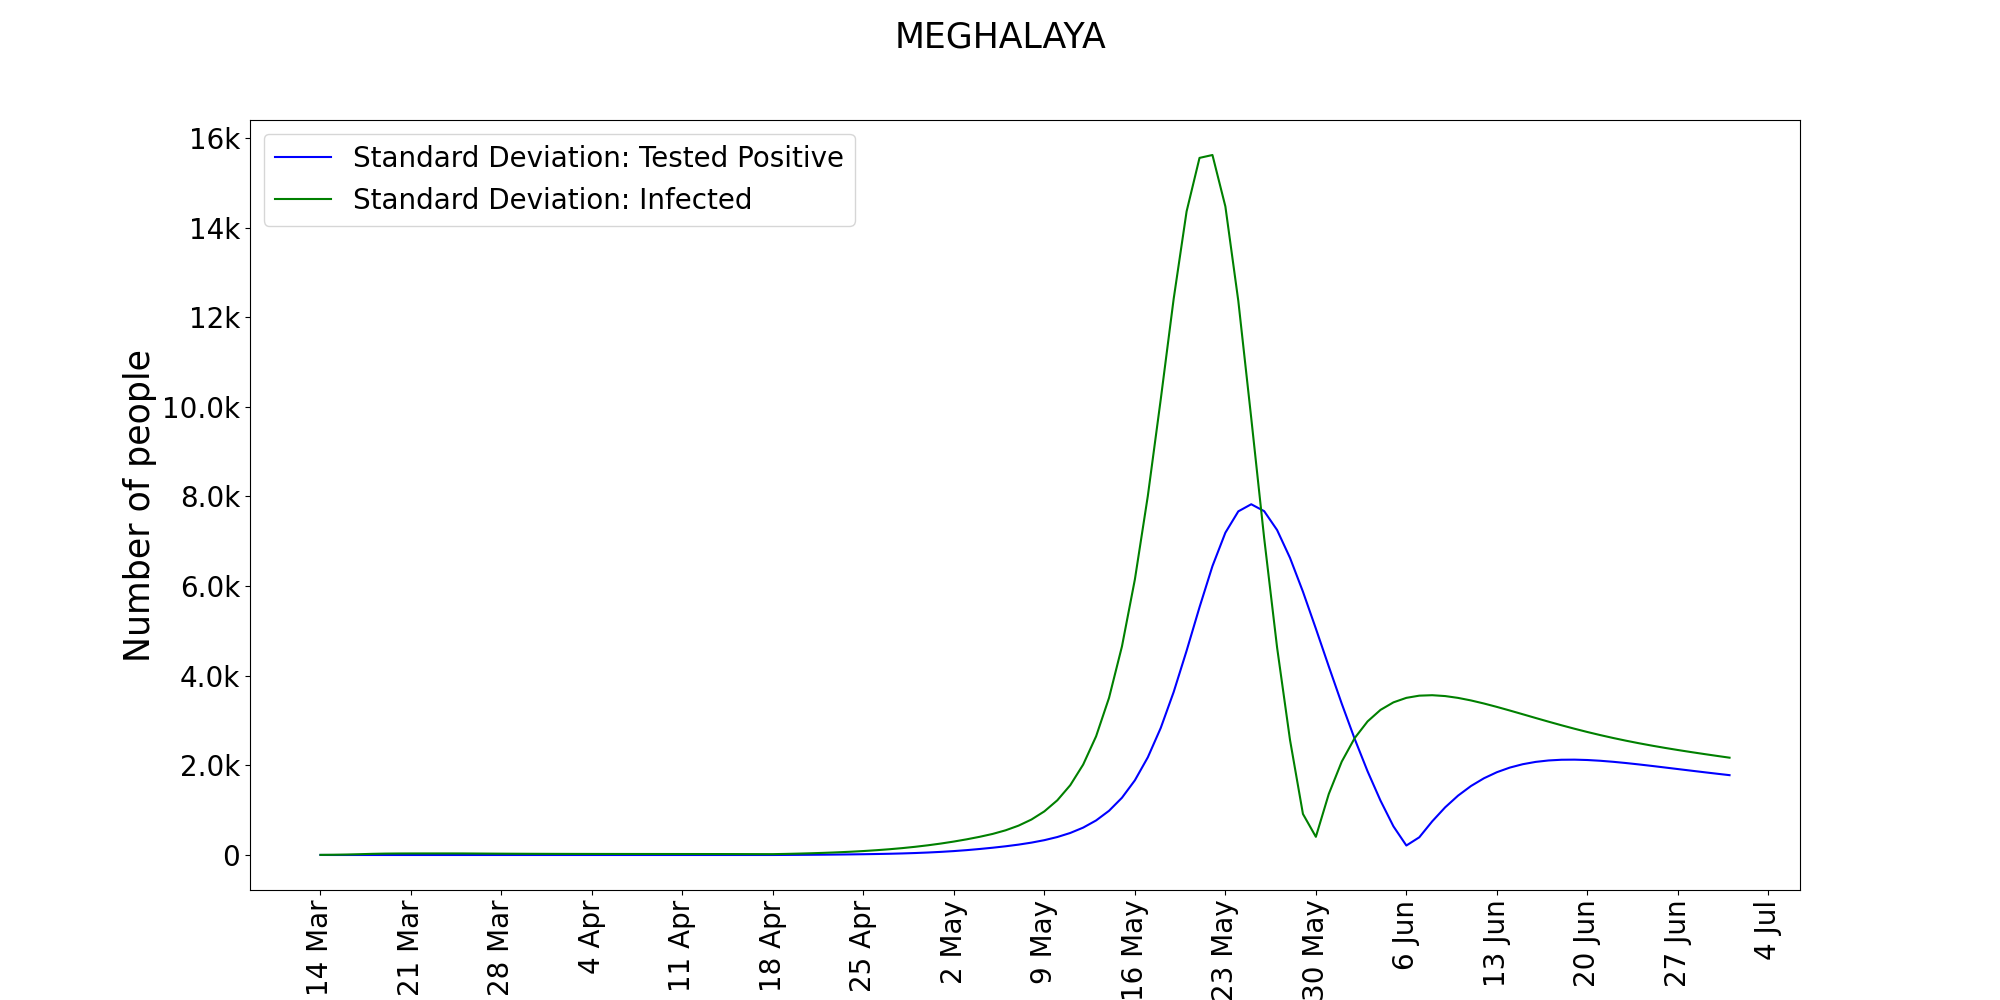 MEGHALAYA
Standard Deviation: Tested Positive
Standard Deviation: Infected
Number of people
16k
14k
12k
10.0k
8.0k
6.0k
4.0k
2.0k
0
14 Mar
21 Mar
28 Mar
4 Apr
11 Apr
18 Apr
25 Apr
2 May
9 May
16 May
23 May
30 May
6 Jun
13 Jun
20 Jun
27 Jun
4 Jul